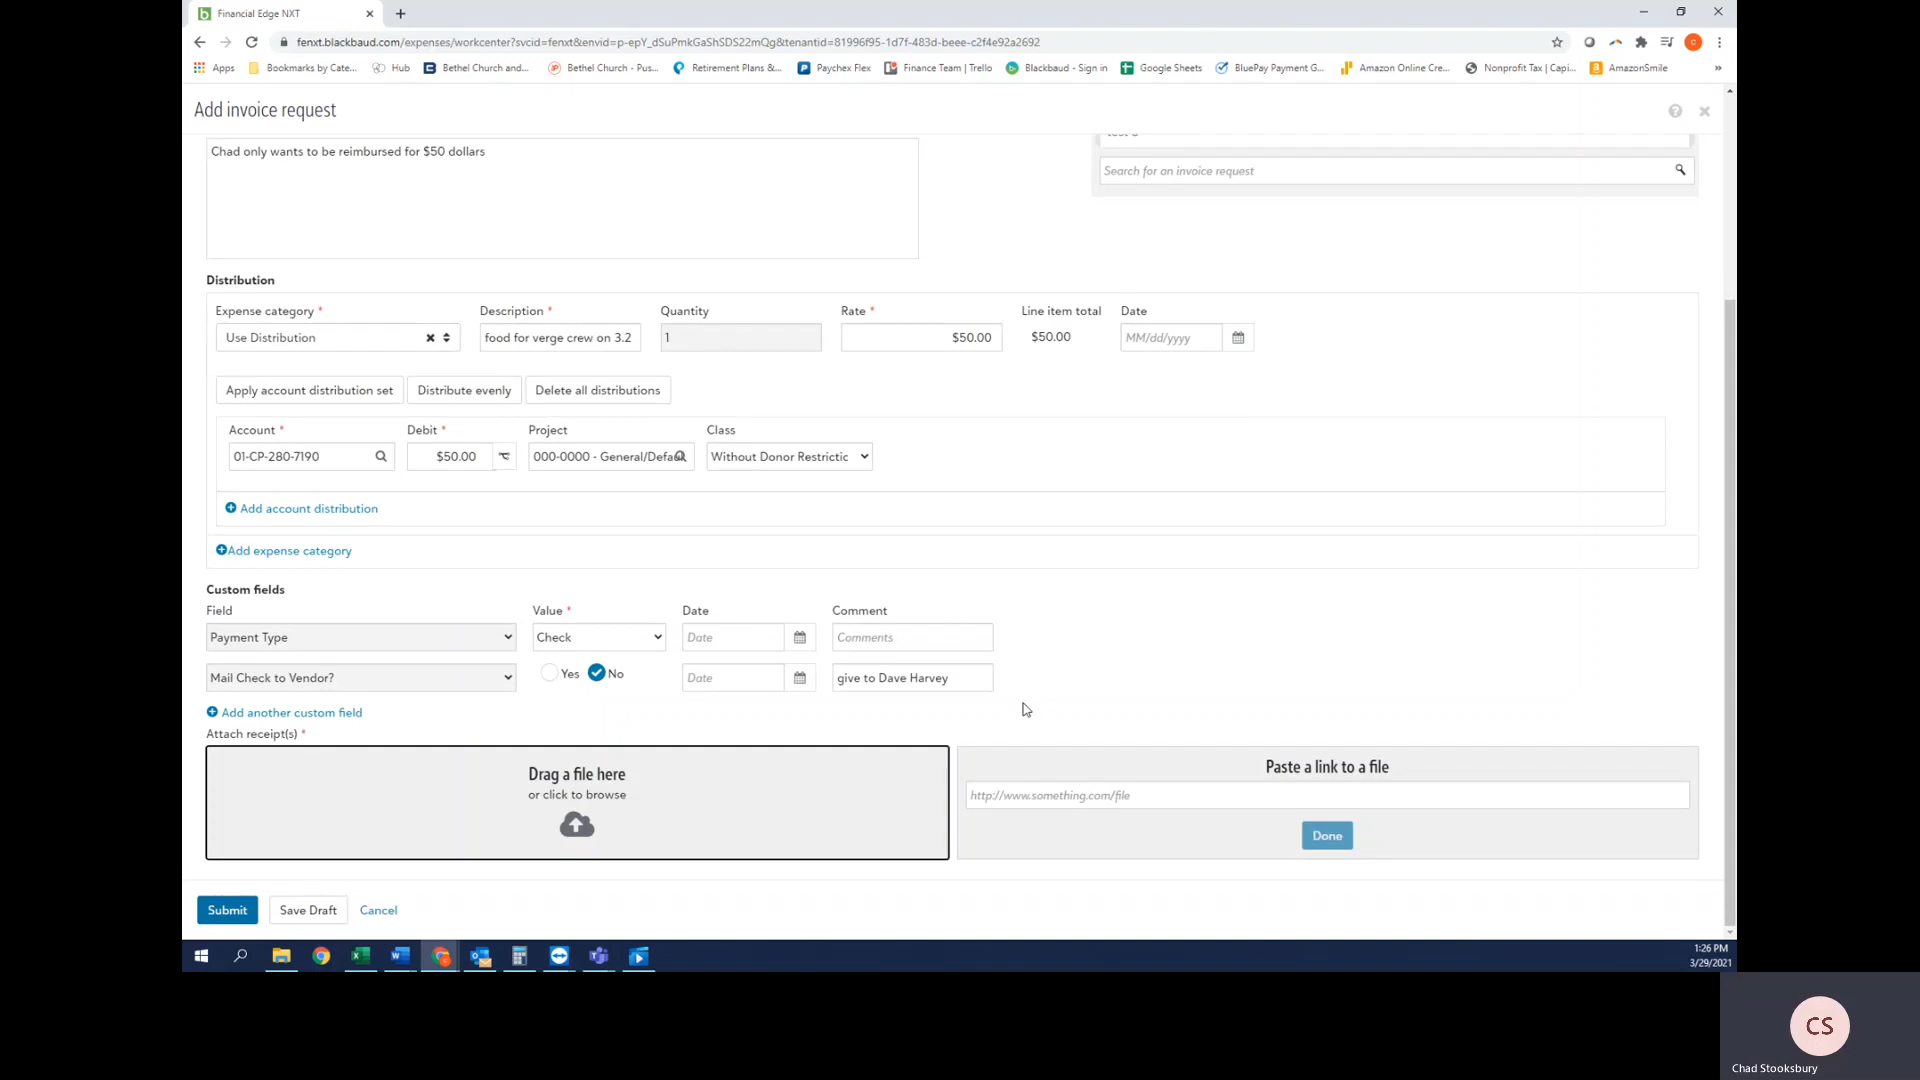 Financial Edge NXT
fenxt.blackbaud.com/expenses/workcenter?svcid=fenxt&envid=p-epY_dSuPmkGaShSDS22mQg&tenantid=81996f95-1d7f-483d-beee-c2f4e92a2692
C
Apps
Bookmarks by Cate...
Hub
Bethel Church and...
Bethel Church - Pus...
Retirement Plans &...
Paychex Flex
Finance Team | Trello
Blackbaud - Sign in
Google Sheets
BluePay Payment G...
Amazon Online Cre...
Nonprofit Tax | Capi...
AmazonSmile
»
Add invoice request
Chad only wants to be reimbursed for $50 dollars
Search for an invoice request
Distribution
Expense category * Description * Quantity Rate * Line item total Date
Use Distribution food for verge crew on 3.2 1 $50.00 $50.00 MM/dd/yyyy
Apply account distribution set Distribute evenly Delete all distributions
Account * Debit * Project Class
01-CP-280-7190 $50.00 000-0000 - General/Defau Without Donor Restrictic
Add account distribution
Add expense category
Custom fields
Field Value * Date Comment
Payment Type Check Date Comments
Mail Check to Vendor? Yes No Date give to Dave Harvey
Add another custom field
Attach receipt(s) *
Drag a file here
or click to browse
Paste a link to a file
http://www.something.com/file
Done
Submit Save Draft Cancel
1:26 PM
3/29/2021
CS
Chad Stooksbury